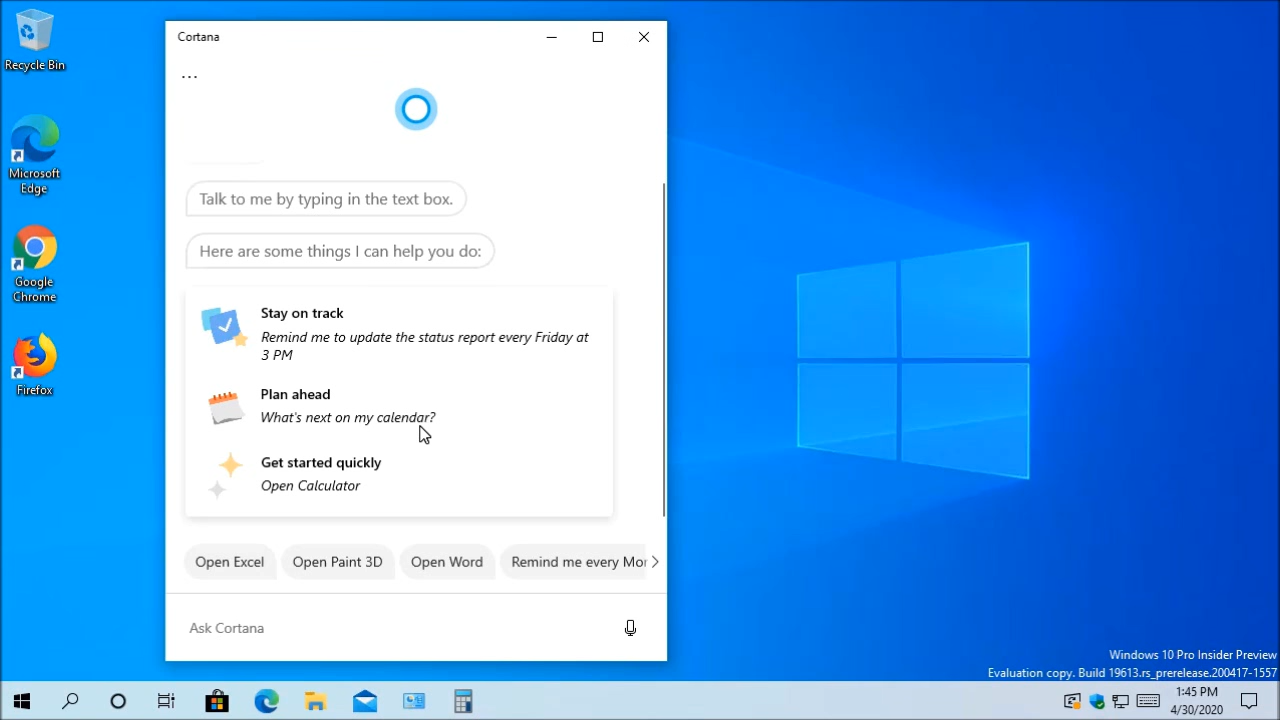 Recycle Bin
Microsoft
Edge
Google
Chrome
Firefox
Cortana
...
Talk to me by typing in the text box.
Here are some things I can help you do:
Stay on track
Remind me to update the status report every Friday at
3 PM
Plan ahead
What's next on my calendar?
Get started quickly
Open Calculator
Open Excel
Open Paint 3D
Open Word
Remind me every Mo
Ask Cortana
Windows 10 Pro Insider Preview
Evaluation copy. Build 19613.rs_prerelease.200417-1557
1:45 PM
4/30/2020